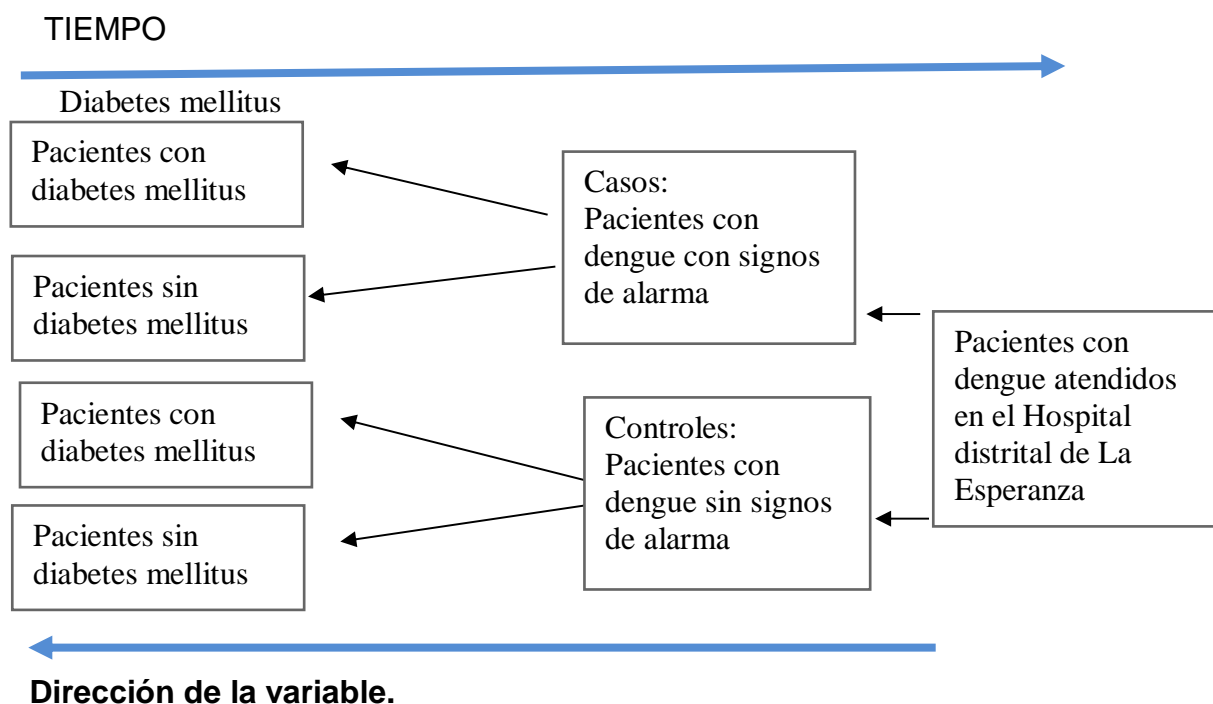 TIEMPO
Diabetes mellitus
Pacientes con
diabetes mellitus
Pacientes sin
diabetes mellitus
Pacientes con
diabetes mellitus
Pacientes sin
diabetes mellitus
Casos:
Pacientes con
dengue con signos
de alarma
Controles:
Pacientes con
dengue sin signos
de alarma
Pacientes con
dengue atendidos
en el Hospital
distrital de La
Esperanza
Dirección de la variable.